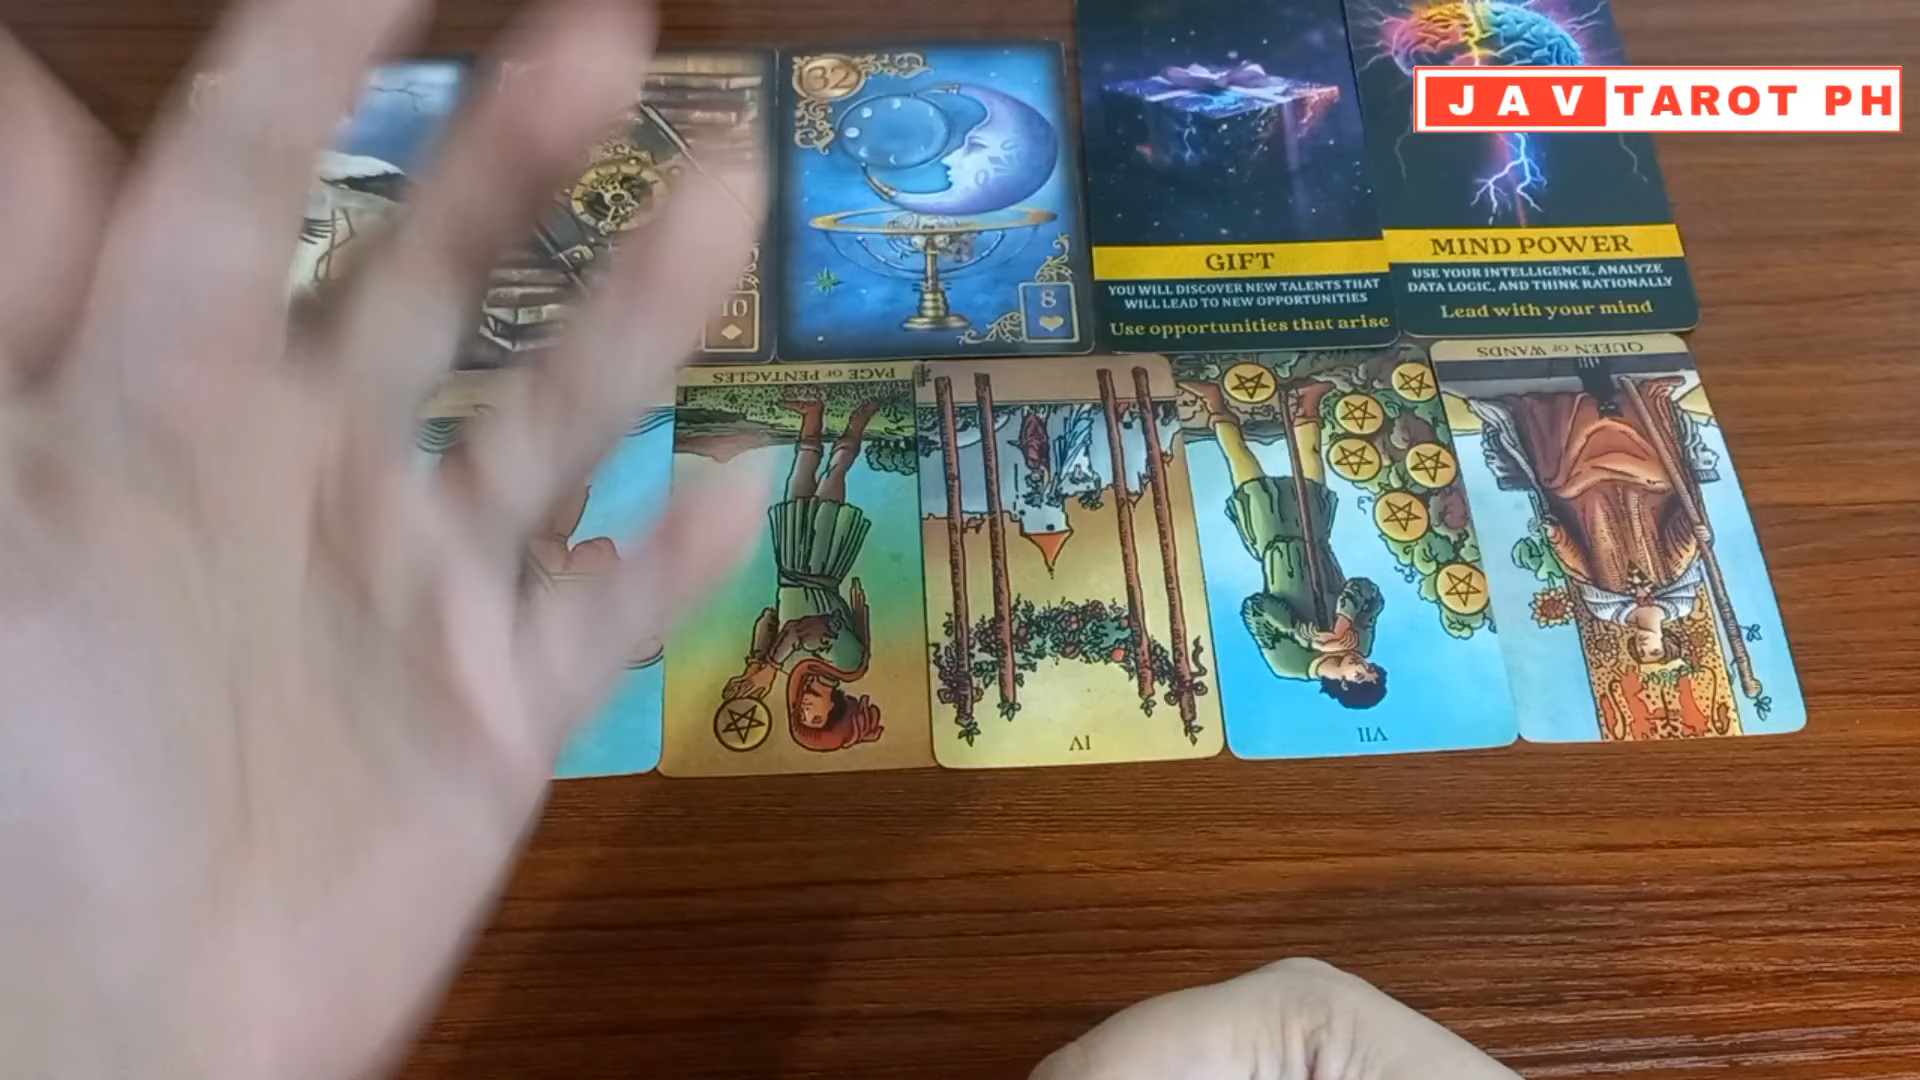 JAV TAROT PH
32
10
8
GIFT
YOU WILL DISCOVER NEW TALENTS THAT
WILL LEAD TO NEW OPPORTUNITIES
Use opportunities that arise
MIND POWER
USE YOUR INTELLIGENCE, ANALYZE
DATA LOGIC, AND THINK RATIONALLY
Lead with your mind
PAGE OF PENTACLES
QUEEN OF WANDS
IV
VII